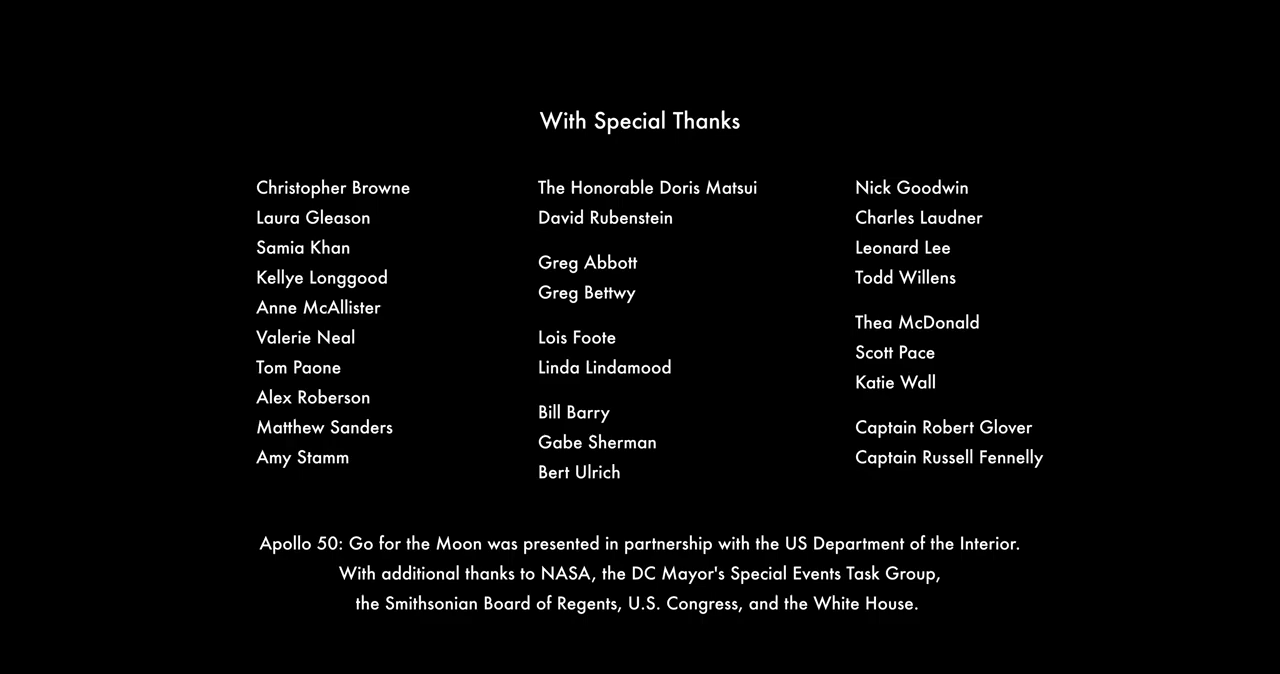 With Special Thanks
Christopher Browne
Laura Gleason
Samia Khan
Kellye Longgood
Anne McAllister
Valerie Neal
Tom Paone
Alex Roberson
Matthew Sanders
Amy Stamm
The Honorable Doris Matsui
David Rubenstein
Greg Abbott
Greg Bettwy
Lois Foote
Linda Lindamood
Bill Barry
Gabe Sherman
Bert Ulrich
Nick Goodwin
Charles Laudner
Leonard Lee
Todd Willens
Thea McDonald
Scott Pace
Katie Wall
Captain Robert Glover
Captain Russell Fennelly
Apollo 50: Go for the Moon was presented in partnership with the US Department of the Interior.
With additional thanks to NASA, the DC Mayor's Special Events Task Group,
the Smithsonian Board of Regents, U.S. Congress, and the White House.